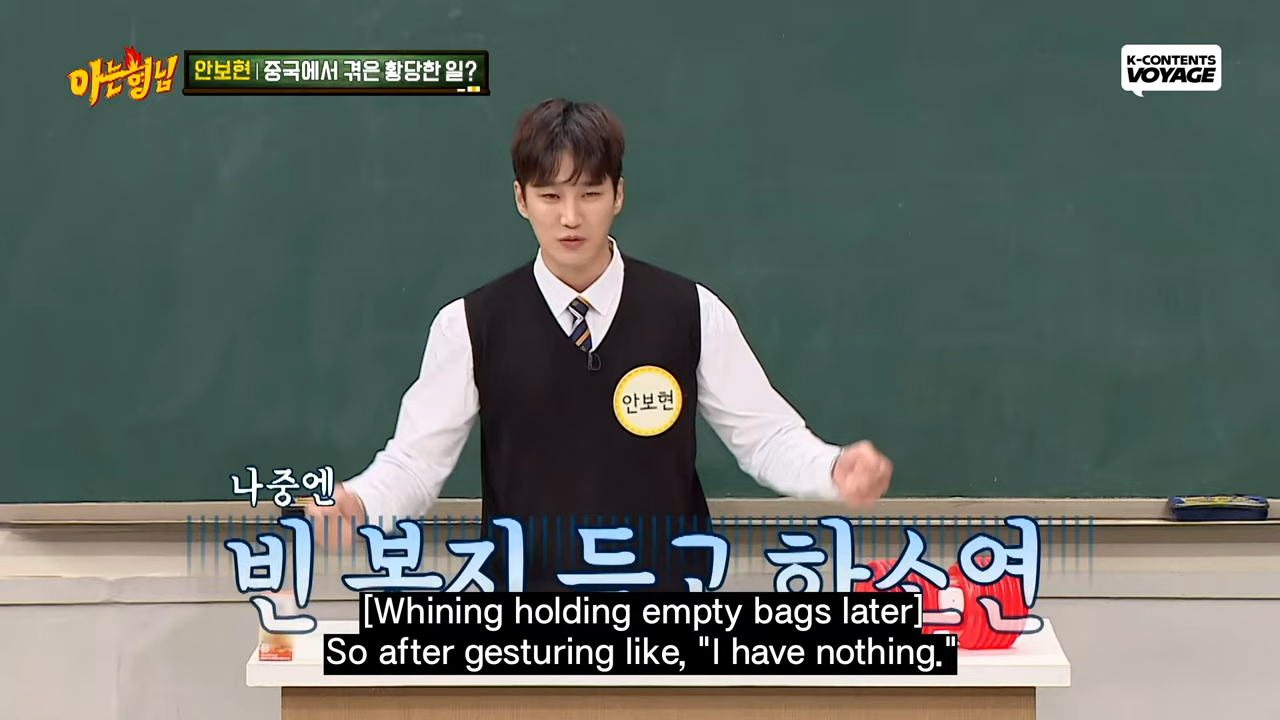 아는형님
안보현 | 중국에서 겪은 황당한 일?
K-CONTENTS
VOYAGE
안보현
나중엔
빈 봉지 들고 하소연
[Whining holding empty bags later]
So after gesturing like, "I have nothing."